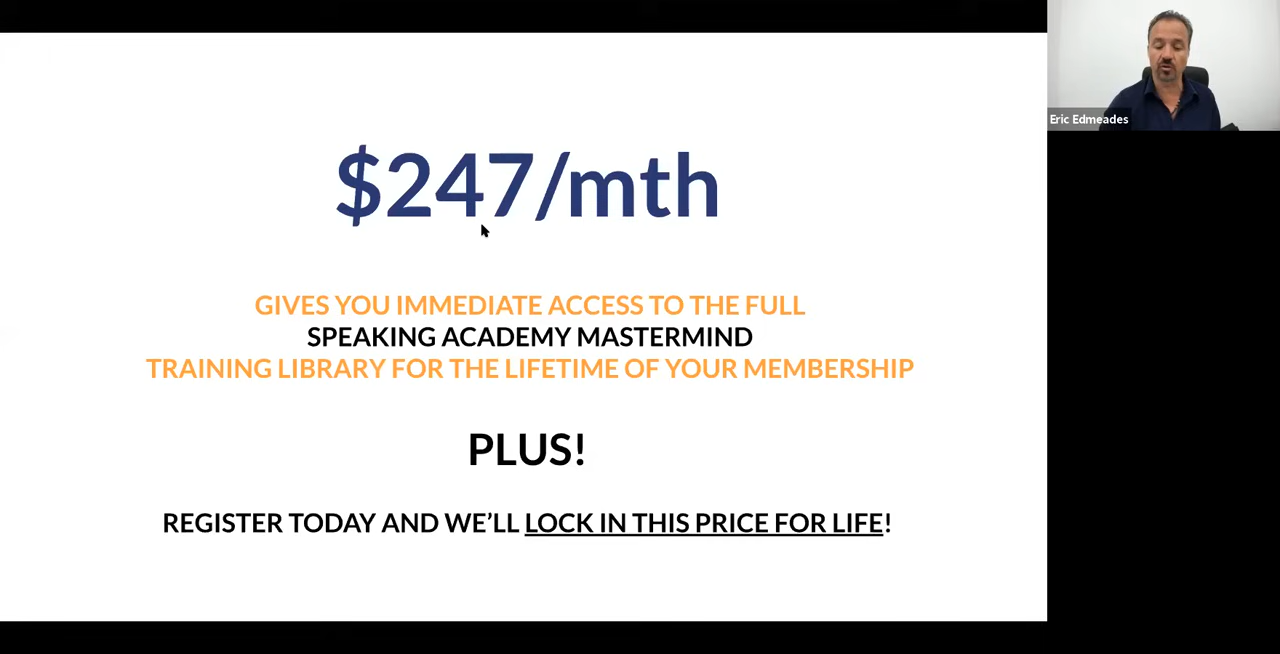 $247/mth
GIVES YOU IMMEDIATE ACCESS TO THE FULL
SPEAKING ACADEMY MASTERMIND
TRAINING LIBRARY FOR THE LIFETIME OF YOUR MEMBERSHIP
PLUS!
REGISTER TODAY AND WE'LL LOCK IN THIS PRICE FOR LIFE!
Eric Edmeades